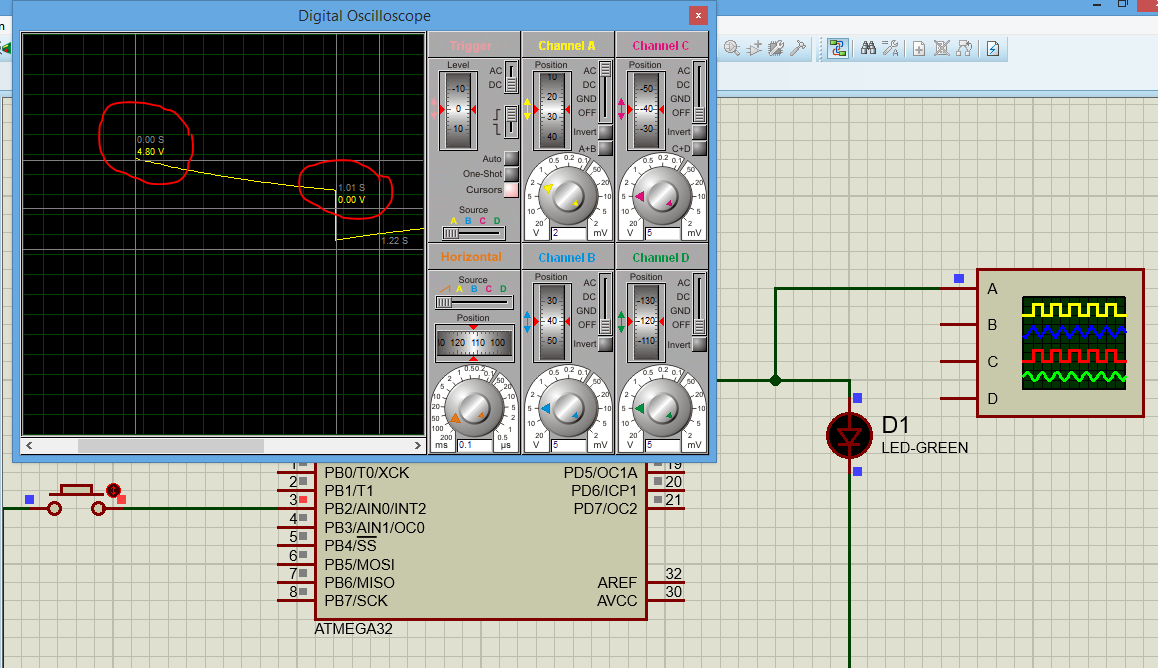 Digital Oscilloscope
x
n
0.00 S
4.80 V
1.01 S
0.00 V
1.22 S
Trigger
Level
-10
0
10
AC
DC
Auto
One-Shot
Cursors
Source
A B C D
Channel A
Position
10
20
30
40
AC
DC
GND
OFF
Invert
A+B
0.5 0.2 0.1
1
2
5
10
20
50
20
10
5
2
V
2
mV
Channel C
Position
-50
-40
-30
AC
DC
GND
OFF
Invert
C+D
0.5 0.2 0.1
1
2
5
10
20
50
20
10
5
2
V
5
mV
Horizontal
Source
A B C D
Position
120 110 100
1 0.5 0.2 0.1
2
5
10
20
50
100
200
50
20
10
5
2
1
0.5
ms
0.1
µs
Channel B
Position
30
40
50
AC
DC
GND
OFF
Invert
0.5 0.2 0.1
1
2
5
10
20
50
20
10
5
2
V
5
mV
Channel D
Position
-130
-120
-110
AC
DC
GND
OFF
Invert
0.5 0.2 0.1
1
2
5
10
20
50
20
10
5
2
V
5
mV
A
B
C
D
D1
LED-GREEN
1 PB0/T0/XCK
2 PB1/T1
3 PB2/AIN0/INT2
4 PB3/AIN1/OC0
5 PB4/SS
6 PB5/MOSI
7 PB6/MISO
8 PB7/SCK
PD5/OC1A 19
PD6/ICP1 20
PD7/OC2 21
AREF 32
AVCC 30
ATMEGA32